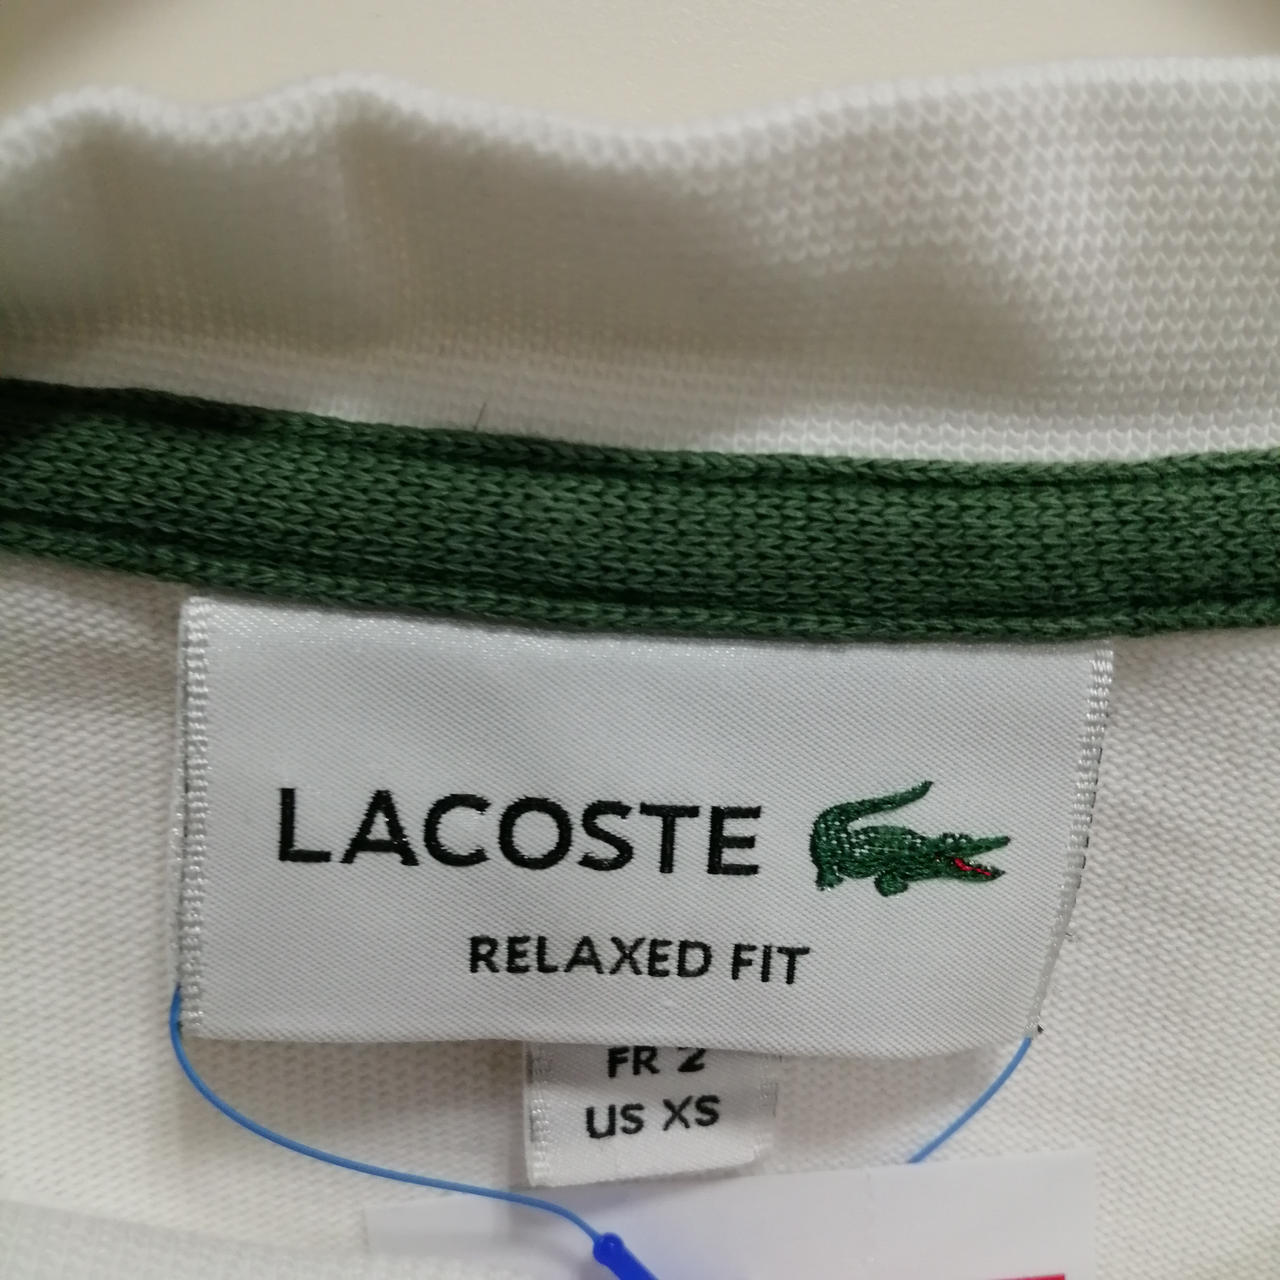 LACOSTE
RELAXED FIT
FR 2
US XS